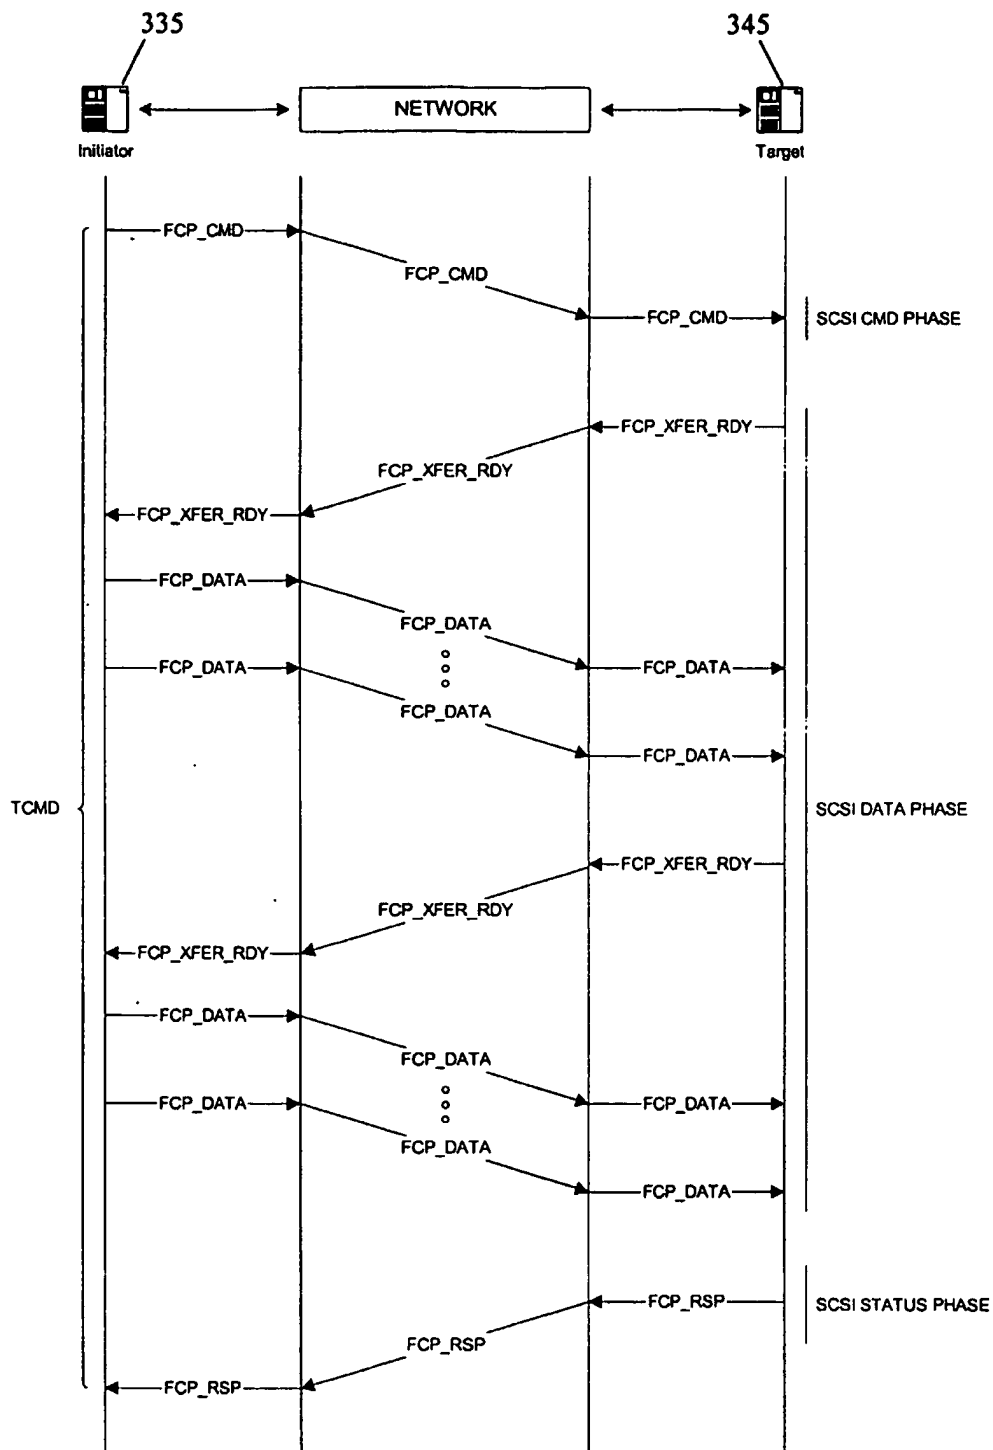 335
345
NETWORK
Initiator
Target
FCP_CMD
FCP_CMD
FCP_CMD
SCSI CMD PHASE
FCP_XFER_RDY
FCP_XFER_RDY
FCP_XFER_RDY
FCP_DATA
FCP_DATA
FCP_DATA
FCP_DATA
FCP_DATA
FCP_DATA
TCMD
SCSI DATA PHASE
FCP_XFER_RDY
FCP_XFER_RDY
FCP_XFER_RDY
FCP_DATA
FCP_DATA
FCP_DATA
FCP_DATA
FCP_DATA
FCP_DATA
FCP_RSP
SCSI STATUS PHASE
FCP_RSP
FCP_RSP